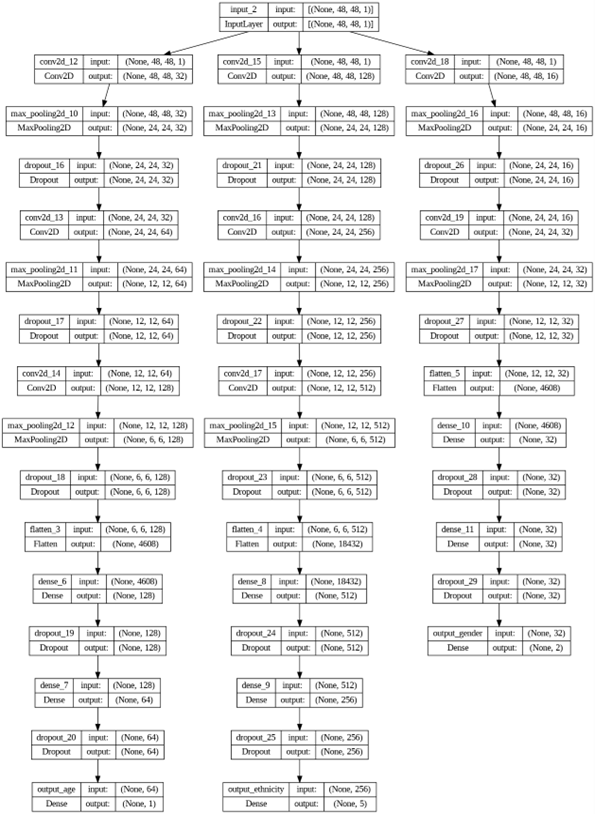 input_2 input: [(None, 48, 48, 1)]
InputLayer output: [(None, 48, 48, 1)]
conv2d_12 input: (None, 48, 48, 1)
Conv2D output: (None, 48, 48, 32)
conv2d_15 input: (None, 48, 48, 1)
Conv2D output: (None, 48, 48, 128)
conv2d_18 input: (None, 48, 48, 1)
Conv2D output: (None, 48, 48, 16)
max_pooling2d_10 input: (None, 48, 48, 32)
MaxPooling2D output: (None, 24, 24, 32)
max_pooling2d_13 input: (None, 48, 48, 128)
MaxPooling2D output: (None, 24, 24, 128)
max_pooling2d_16 input: (None, 48, 48, 16)
MaxPooling2D output: (None, 24, 24, 16)
dropout_16 input: (None, 24, 24, 32)
Dropout output: (None, 24, 24, 32)
dropout_21 input: (None, 24, 24, 128)
Dropout output: (None, 24, 24, 128)
dropout_26 input: (None, 24, 24, 16)
Dropout output: (None, 24, 24, 16)
conv2d_13 input: (None, 24, 24, 32)
Conv2D output: (None, 24, 24, 64)
conv2d_16 input: (None, 24, 24, 128)
Conv2D output: (None, 24, 24, 256)
conv2d_19 input: (None, 24, 24, 16)
Conv2D output: (None, 24, 24, 32)
max_pooling2d_11 input: (None, 24, 24, 64)
MaxPooling2D output: (None, 12, 12, 64)
max_pooling2d_14 input: (None, 24, 24, 256)
MaxPooling2D output: (None, 12, 12, 256)
max_pooling2d_17 input: (None, 24, 24, 32)
MaxPooling2D output: (None, 12, 12, 32)
dropout_17 input: (None, 12, 12, 64)
Dropout output: (None, 12, 12, 64)
dropout_22 input: (None, 12, 12, 256)
Dropout output: (None, 12, 12, 256)
dropout_27 input: (None, 12, 12, 32)
Dropout output: (None, 12, 12, 32)
conv2d_14 input: (None, 12, 12, 64)
Conv2D output: (None, 12, 12, 128)
conv2d_17 input: (None, 12, 12, 256)
Conv2D output: (None, 12, 12, 512)
flatten_5 input: (None, 12, 12, 32)
Flatten output: (None, 4608)
max_pooling2d_12 input: (None, 12, 12, 128)
MaxPooling2D output: (None, 6, 6, 128)
max_pooling2d_15 input: (None, 12, 12, 512)
MaxPooling2D output: (None, 6, 6, 512)
dense_10 input: (None, 4608)
Dense output: (None, 32)
dropout_18 input: (None, 6, 6, 128)
Dropout output: (None, 6, 6, 128)
dropout_23 input: (None, 6, 6, 512)
Dropout output: (None, 6, 6, 512)
dropout_28 input: (None, 32)
Dropout output: (None, 32)
flatten_3 input: (None, 6, 6, 128)
Flatten output: (None, 4608)
flatten_4 input: (None, 6, 6, 512)
Flatten output: (None, 18432)
dense_11 input: (None, 32)
Dense output: (None, 32)
dense_6 input: (None, 4608)
Dense output: (None, 128)
dense_8 input: (None, 18432)
Dense output: (None, 512)
dropout_29 input: (None, 32)
Dropout output: (None, 32)
dropout_19 input: (None, 128)
Dropout output: (None, 128)
dropout_24 input: (None, 512)
Dropout output: (None, 512)
output_gender input: (None, 32)
Dense output: (None, 2)
dense_7 input: (None, 128)
Dense output: (None, 64)
dense_9 input: (None, 512)
Dense output: (None, 256)
dropout_20 input: (None, 64)
Dropout output: (None, 64)
dropout_25 input: (None, 256)
Dropout output: (None, 256)
output_age input: (None, 64)
Dense output: (None, 1)
output_ethnicity input: (None, 256)
Dense output: (None, 5)